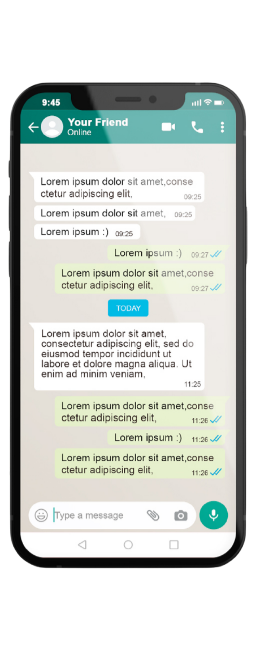 9:45
Your Friend
Online
Lorem ipsum dolor sit amet,conse
ctetur adipiscing elit,
09:25
Lorem ipsum dolor sit amet, 09:25
Lorem ipsum :) 09:25
Lorem ipsum :) 09:27
Lorem ipsum dolor sit amet,conse
ctetur adipiscing elit,
09:27
TODAY
Lorem ipsum dolor sit amet,
consectetur adipiscing elit, sed do
eiusmod tempor incididunt ut
labore et dolore magna aliqua. Ut
enim ad minim veniam,
11:25
Lorem ipsum dolor sit amet,conse
ctetur adipiscing elit, 11:26
Lorem ipsum :) 11:26
Lorem ipsum dolor sit amet,conse
ctetur adipiscing elit, 11:26
Type a message